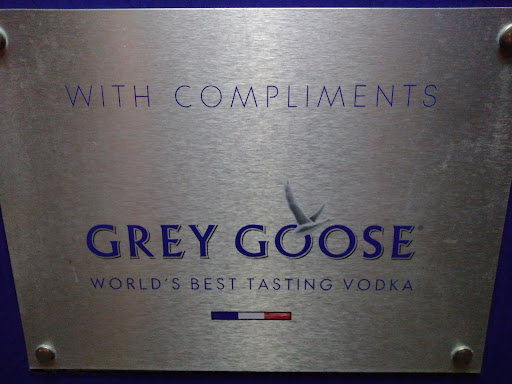 WITH COMPLIMENTS
GREY GOOSE®
WORLD'S BEST TASTING VODKA